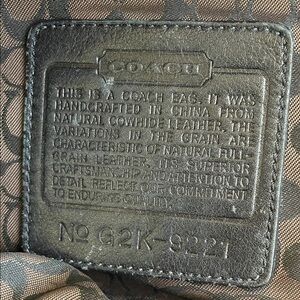 COACH
THIS IS A COACH BAG. IT WAS
HANDCRAFTED IN CHINA FROM
NATURAL COWHIDE LEATHER. THE
VARIATIONS IN THE GRAIN ARE
CHARACTERISTIC OF NATURAL FULL-
GRAIN LEATHER. ITS SUPERIOR
CRAFTSMANSHIP AND ATTENTION TO
DETAIL REFLECT OUR COMMITMENT
TO ENDURING QUALITY.
No G2K-9221